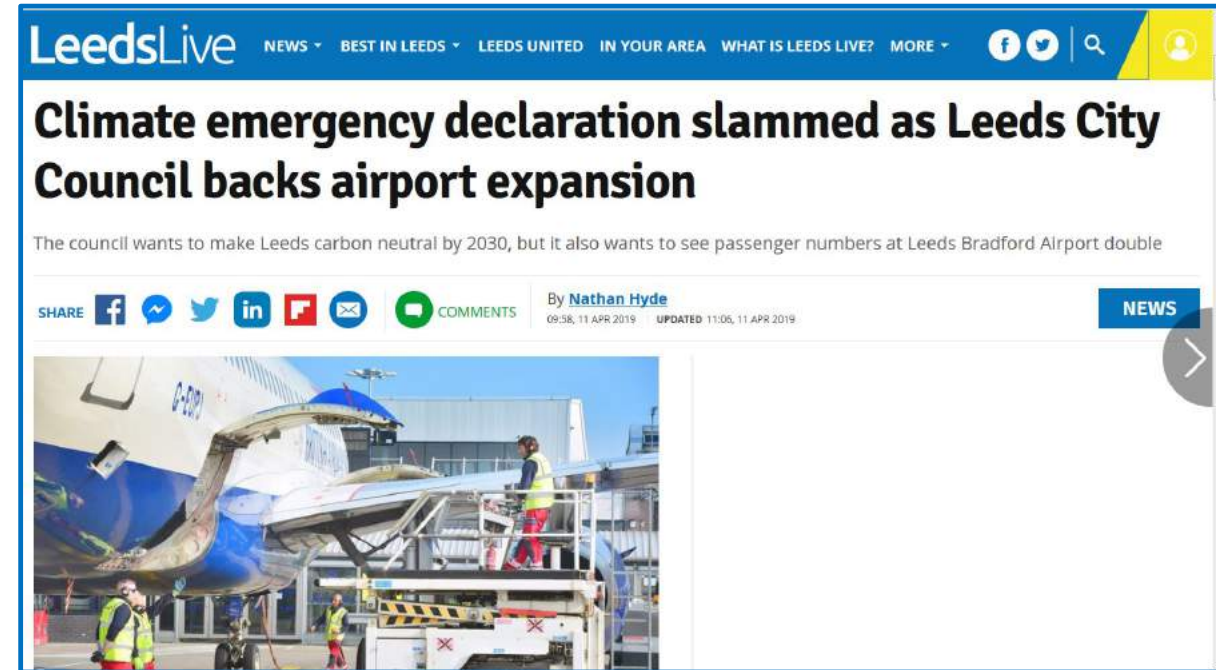 LeedsLive NEWS BEST IN LEEDS LEEDS UNITED IN YOUR AREA WHAT IS LEEDS LIVE? MORE
Climate emergency declaration slammed as Leeds City
Council backs airport expansion
The council wants to make Leeds carbon neutral by 2030, but it also wants to see passenger numbers at Leeds Bradford Airport double
SHARE COMMENTS
By Nathan Hyde
09:58, 11 APR 2019 UPDATED 11:06, 11 APR 2019
NEWS